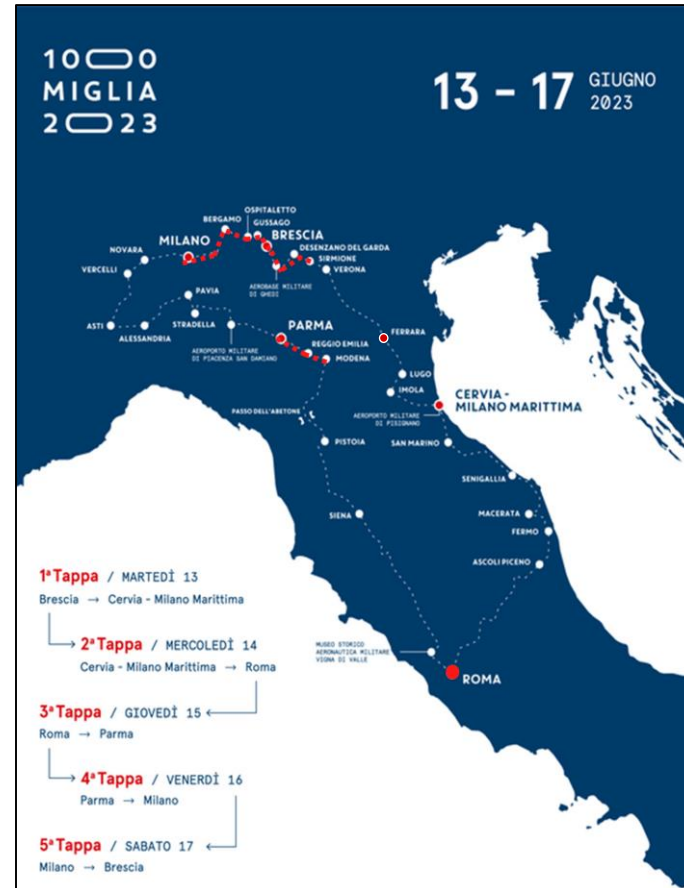 1000
MIGLIA
2023
13 – 17 GIUGNO
2023
OSPITALETTO
BERGAMO
GUSSAGO
BRESCIA
MILANO
DESENZANO DEL GARDA
NOVARA
SIRMIONE
VERONA
VERCELLI
AEROBASE MILITARE
DI GHEDI
PAVIA
ASTI
STRADELLA
ALESSANDRIA
PARMA
FERRARA
AEROPORTO MILITARE
DI PIACENZA SAN DAMIANO
REGGIO EMILIA
MODENA
LUGO
IMOLA
CERVIA -
MILANO MARITTIMA
PASSO DELL'ABETONE
AEROPORTO MILITARE
DI PISIGNANO
PISTOIA
SAN MARINO
SENIGALLIA
SIENA
MACERATA
FERMO
ASCOLI PICENO
MUSEO STORICO
AERONAUTICA MILITARE
VIGNA DI VALLE
ROMA
1ª Tappa / MARTEDÌ 13
Brescia → Cervia - Milano Marittima
2ª Tappa / MERCOLEDÌ 14
Cervia - Milano Marittima → Roma
3ª Tappa / GIOVEDÌ 15
Roma → Parma
4ª Tappa / VENERDÌ 16
Parma → Milano
5ª Tappa / SABATO 17
Milano → Brescia